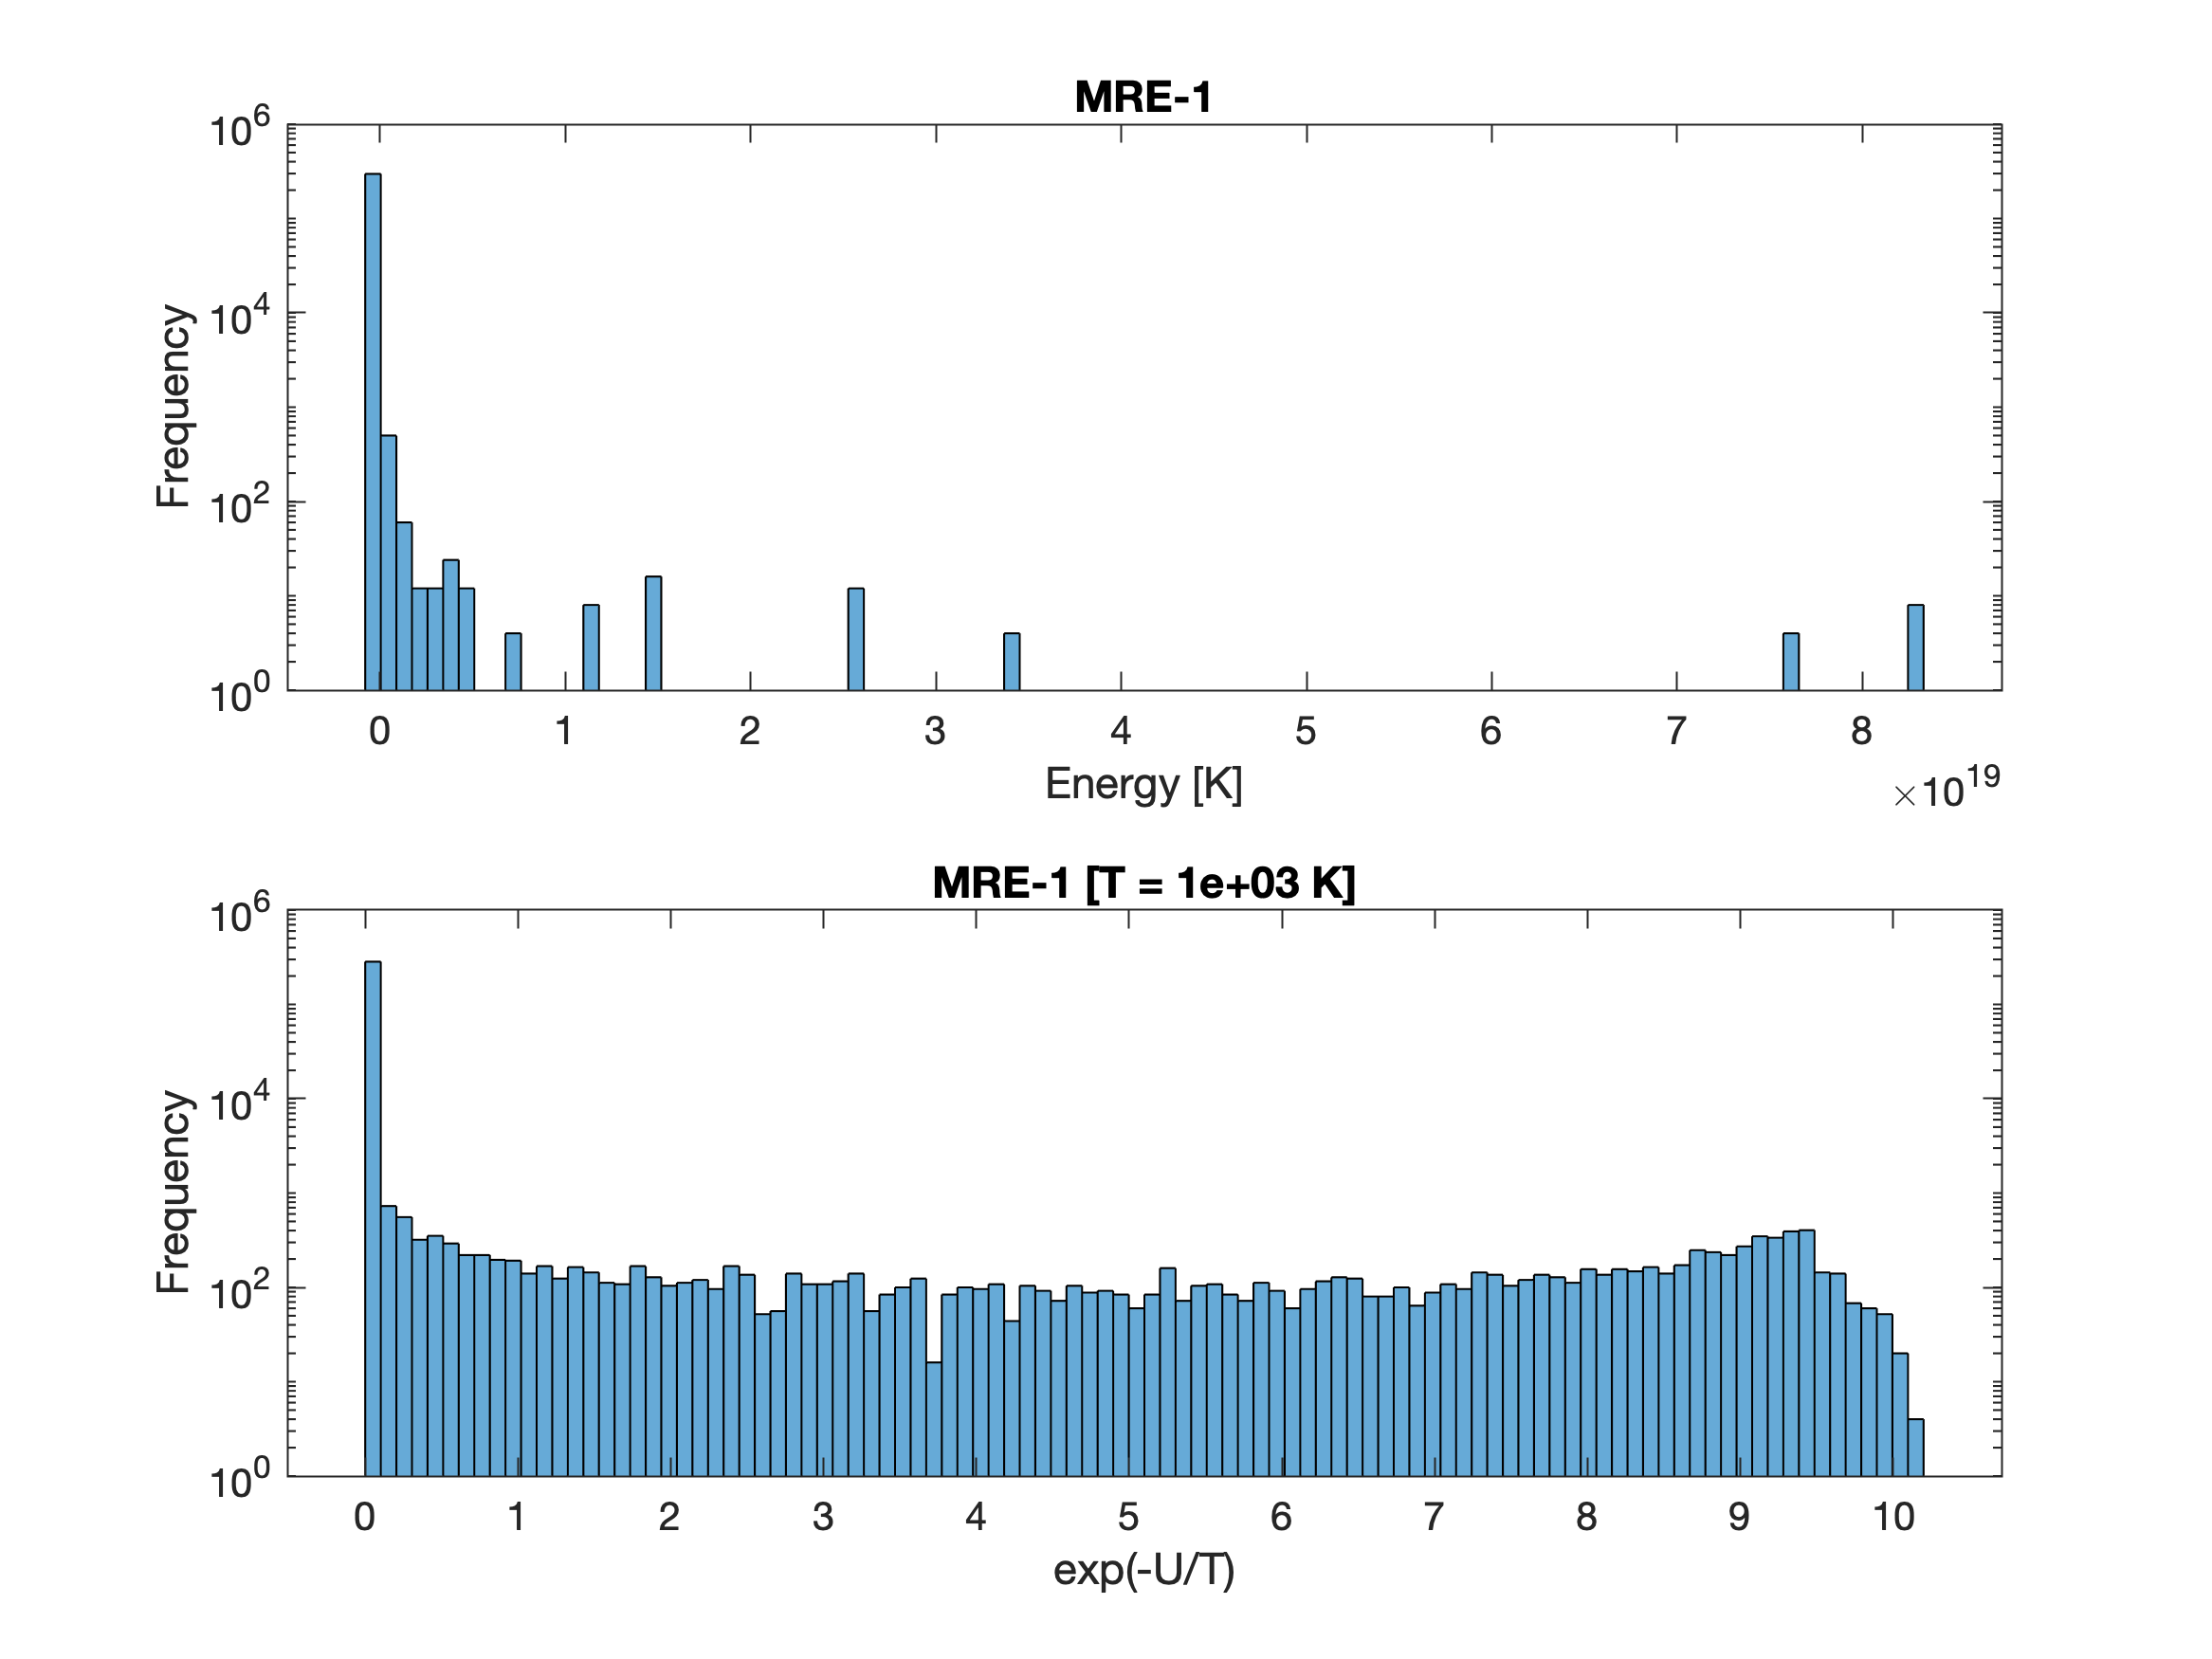 MRE-1
10^6
10^4
10^2
10^0
Frequency
0 1 2 3 4 5 6 7 8
Energy [K]
×10^19
MRE-1 [T = 1e+03 K]
10^6
10^4
10^2
10^0
Frequency
0 1 2 3 4 5 6 7 8 9 10
exp(-U/T)